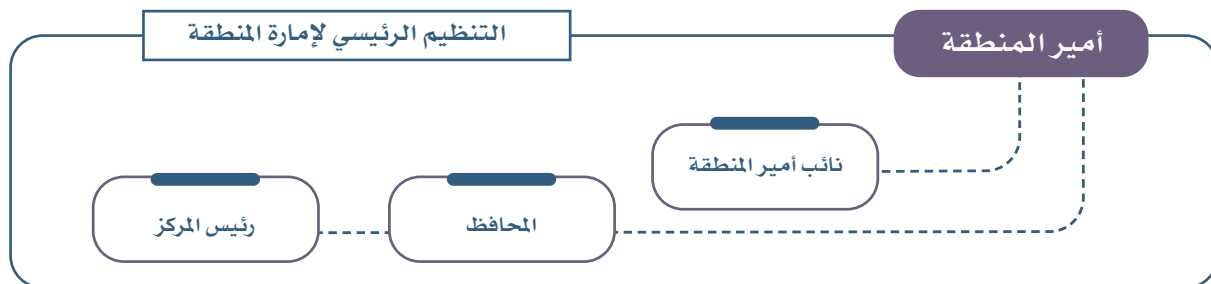 أمير المنطقة
التنظيم الرئيسي لإمارة المنطقة
نائب أمير المنطقة
المحافظ
رئيس المركز